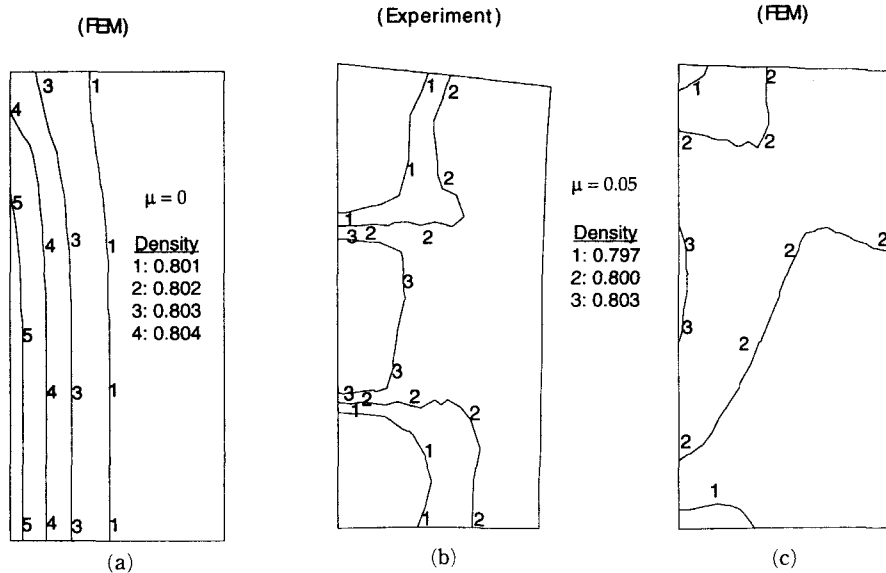 (FEM)
(Experiment)
(FEM)
3 1
4
5
4 3 1
5
4 3 1
5 4 3 1
μ = 0
Density
1: 0.801
2: 0.802
3: 0.803
4: 0.804
1 2
1 2
1 2 2
3
3
3
3 1 2 2 2
1
1 2
μ = 0.05
Density
1: 0.797
2: 0.800
3: 0.803
1 2
2 2
3
2 2
3
2
2
1
(a)
(b)
(c)